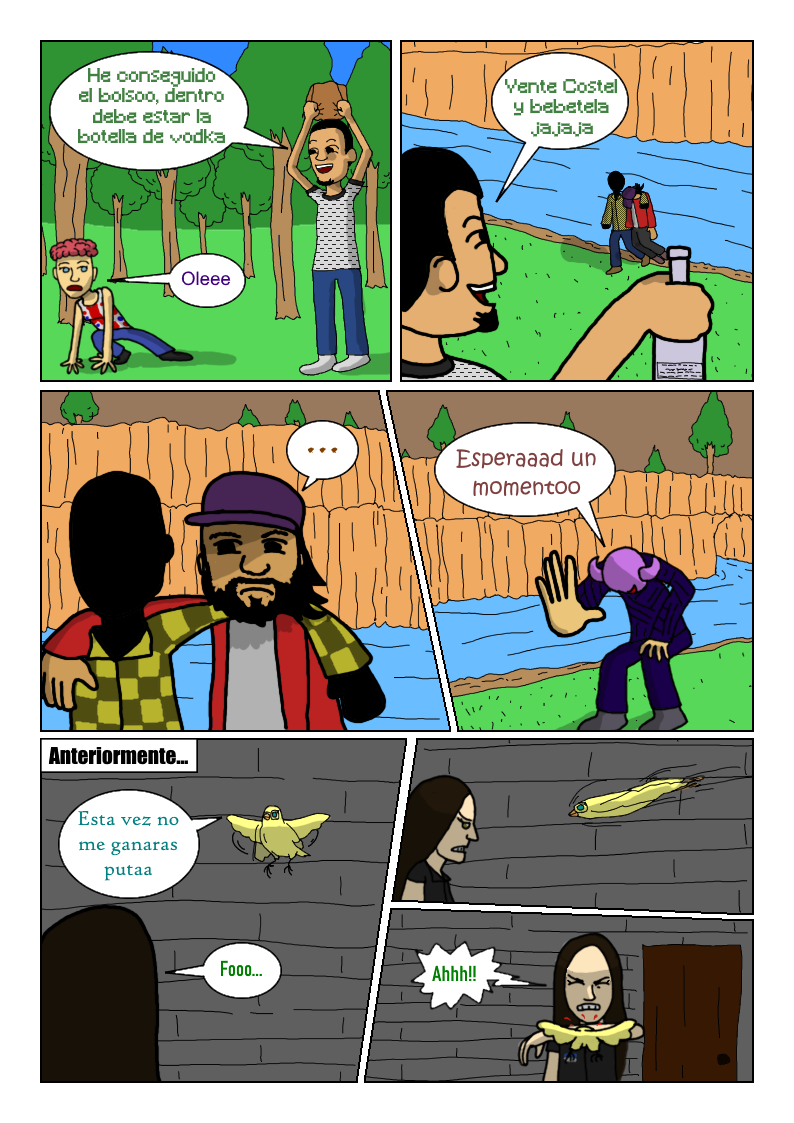 He conseguido
el bolsoo, dentro
debe estar la
botella de vodka
Oleee
Vente Costel
y bebetela
ja,ja,ja
...
Esperaaad un
momentoo
Anteriormente...
Esta vez no
me ganaras
putaa
Fooo...
Ahhh!!